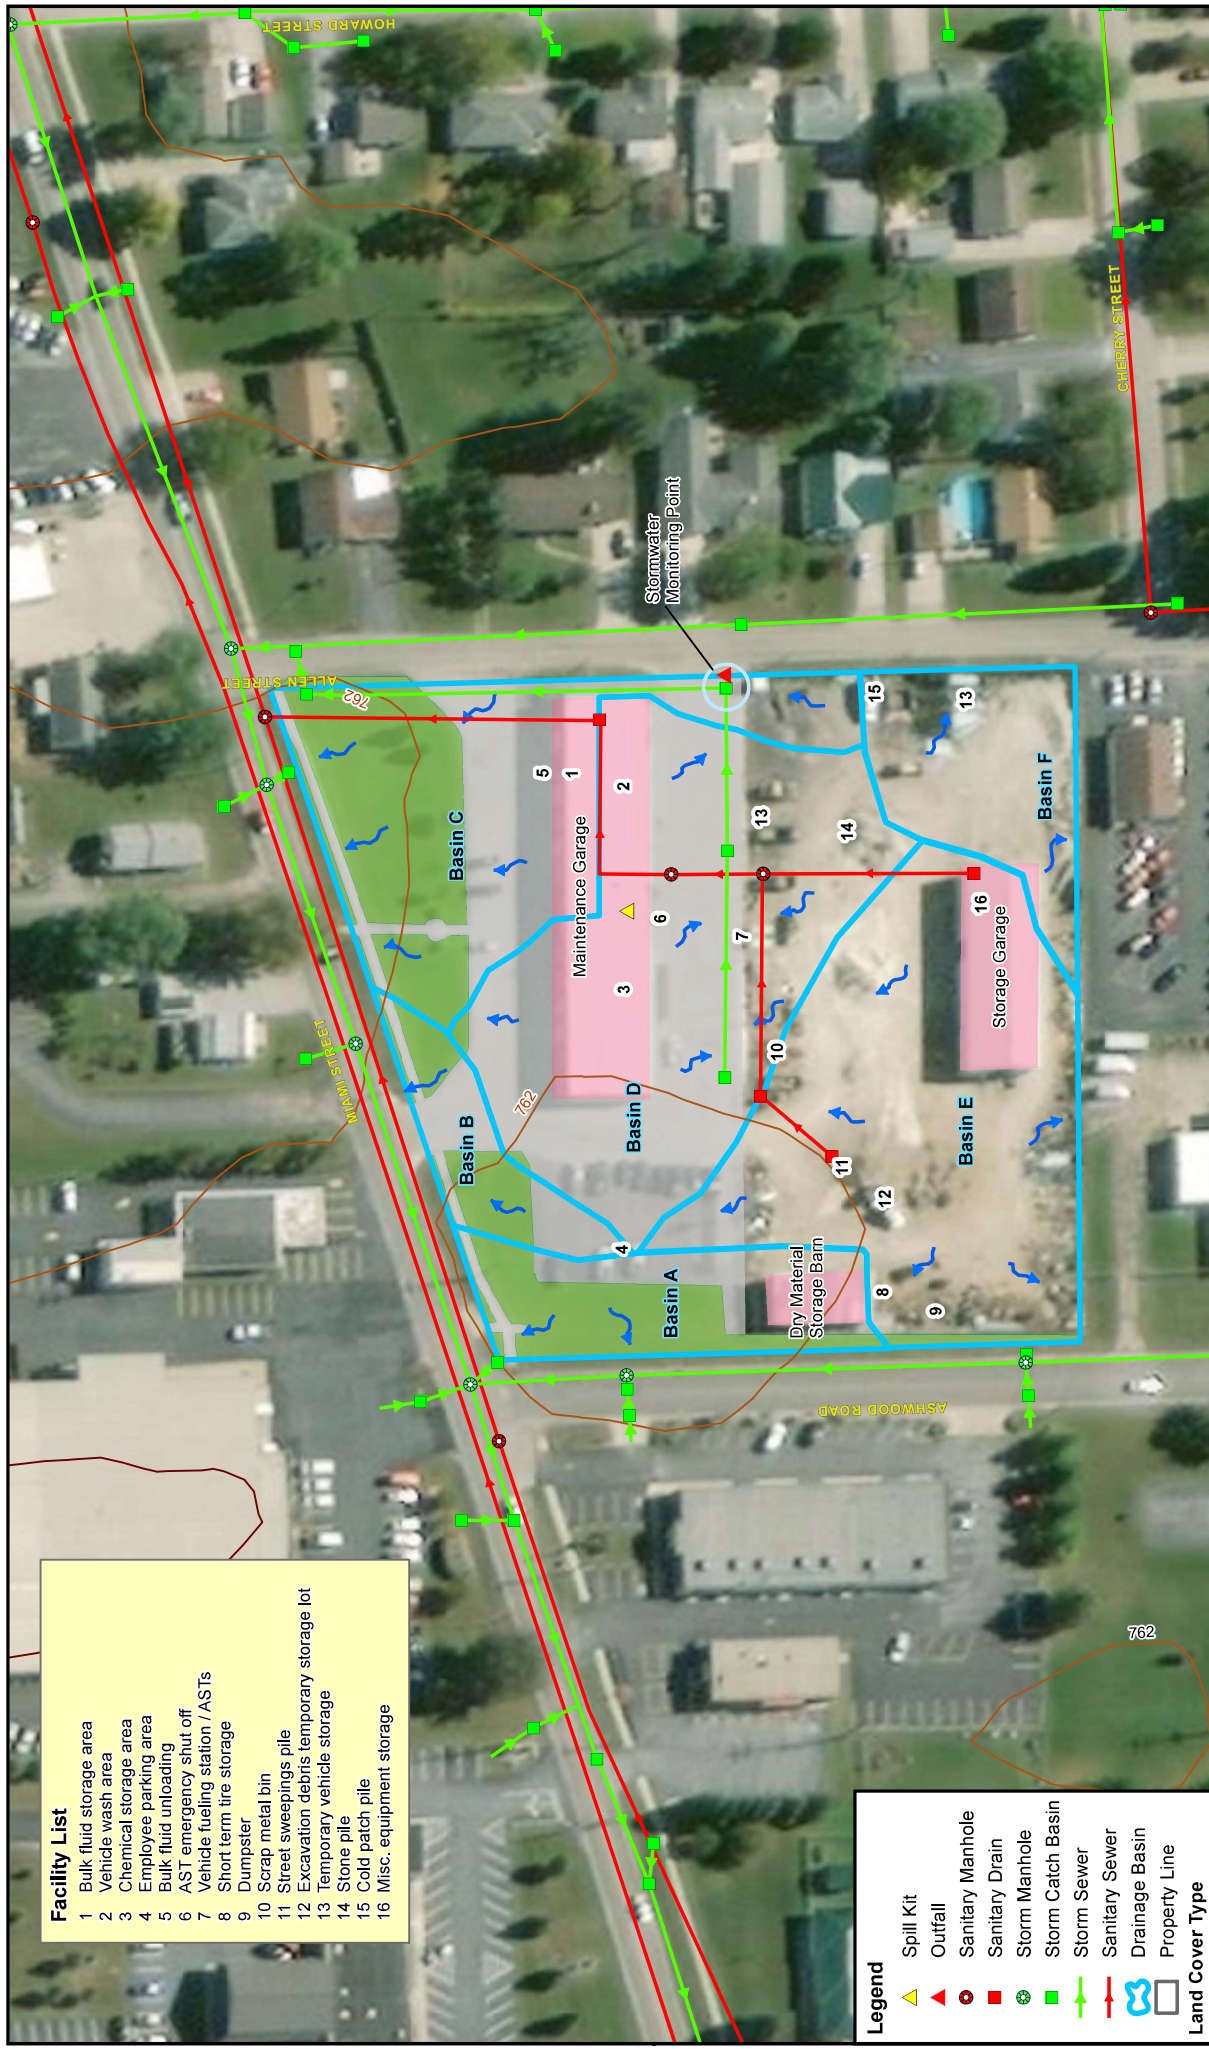 Facility List
1 Bulk fluid storage area
2 Vehicle wash area
3 Chemical storage area
4 Employee parking area
5 Bulk fluid unloading
6 AST emergency shut off
7 Vehicle fueling station / ASTs
8 Short term tire storage
9 Dumpster
10 Scrap metal bin
11 Street sweepings pile
12 Excavation debris temporary storage lot
13 Temporary vehicle storage
14 Stone pile
15 Cold patch pile
16 Misc. equipment storage
Legend
Spill Kit
Outfall
Sanitary Manhole
Sanitary Drain
Storm Manhole
Storm Catch Basin
Storm Sewer
Sanitary Sewer
Drainage Basin
Property Line
Land Cover Type
HOWARD STREET
ALLEN STREET
MIAMI STREET
CHERRY STREET
ASHWOOD ROAD
762
762
762
Basin A
Basin B
Basin C
Basin D
Basin E
Basin F
Maintenance Garage
Storage Garage
Dry Material
Storage Barn
Stormwater
Monitoring Point
1
2
3
4
5
6
7
8
9
10
11
12
13
13
14
15
16